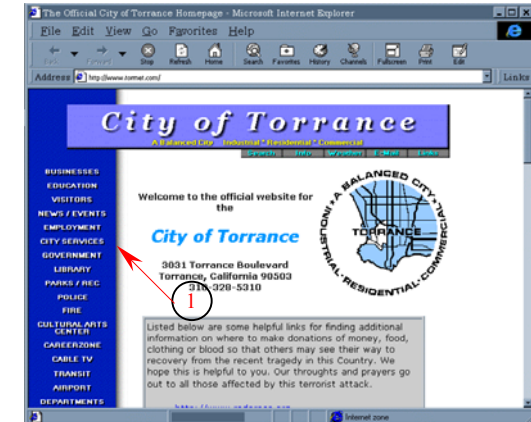 The Official City of Torrance Homepage - Microsoft Internet Explorer
File Edit View Go Favorites Help
Stop Refresh Home Search Favorites History Channels Fullscreen Print Edit
Address http://www.tornet.com/ Links
City of Torrance
A Balanced City Industrial * Residential * Commercial
Search Info Weather E-Mail Links
BUSINESSES
EDUCATION
VISITORS
NEWS / EVENTS
EMPLOYMENT
CITY SERVICES
GOVERNMENT
LIBRARY
PARKS / REC
POLICE
FIRE
CULTURAL ARTS
CENTER
CAREERZONE
CABLE TV
TRANSIT
AIRPORT
DEPARTMENTS
Welcome to the official website for
the
City of Torrance
3031 Torrance Boulevard
Torrance, California 90503
310-328-5310
1
A BALANCED CITY
INDUSTRIAL * RESIDENTIAL * COMMERCIAL
TORRANCE
Listed below are some helpful links for finding additional
information on where to make donations of money, food,
clothing or blood so that others may see their way to
recovery from the recent tragedy in this Country. We
hope this is helpful to you. Our thoughts and prayers go
out to all those affected by this terrorist attack.
Internet zone